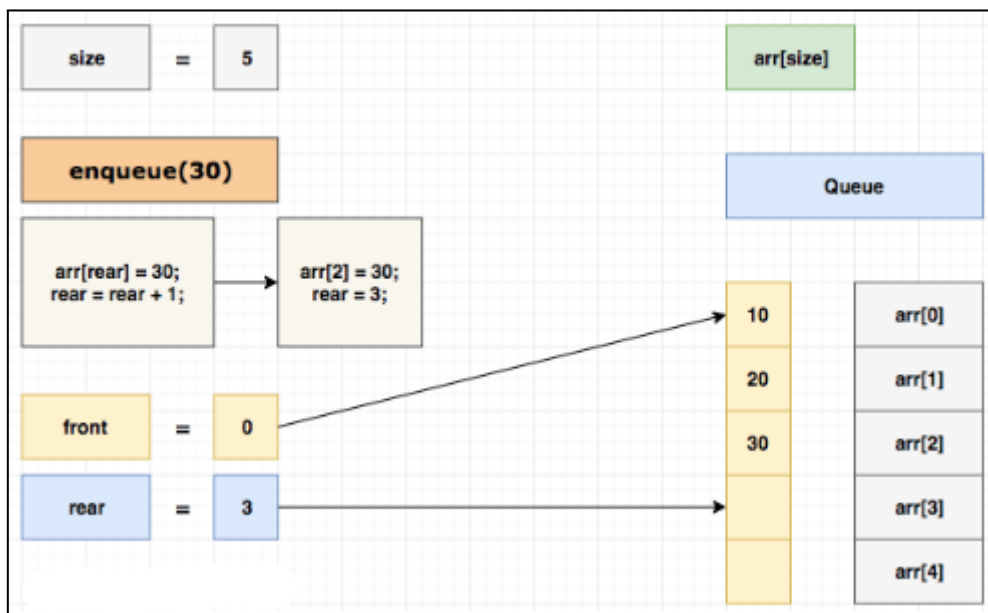 size = 5 arr[size]
enqueue(30)
Queue
arr[rear] = 30;
rear = rear + 1;
arr[2] = 30;
rear = 3;
10 arr[0]
20 arr[1]
front = 0
30 arr[2]
rear = 3
arr[3]
arr[4]